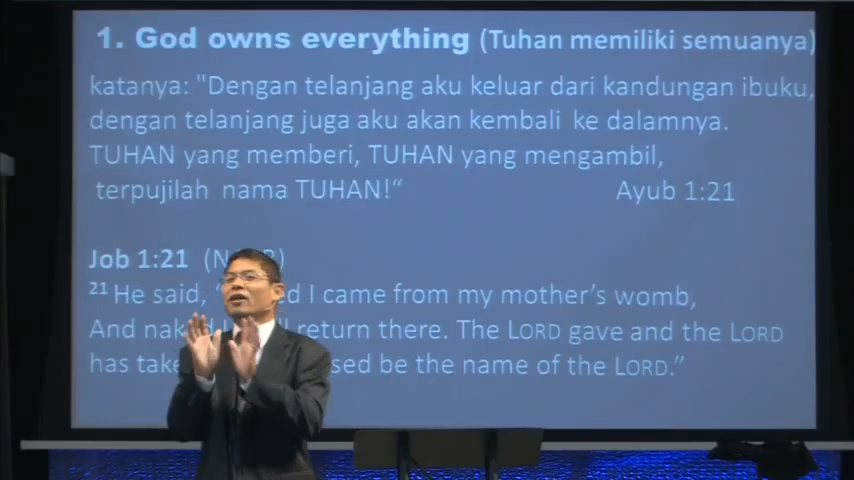 1. God owns everything (Tuhan memiliki semuanya)
katanya: "Dengan telanjang aku keluar dari kandungan ibuku,
dengan telanjang juga aku akan kembali ke dalamnya.
TUHAN yang memberi, TUHAN yang mengambil,
terpujilah nama TUHAN!“ Ayub 1:21
Job 1:21
21 He said, I came from my mother’s womb,
And return there. The LORD gave and the LORD
has be the name of the LORD.”